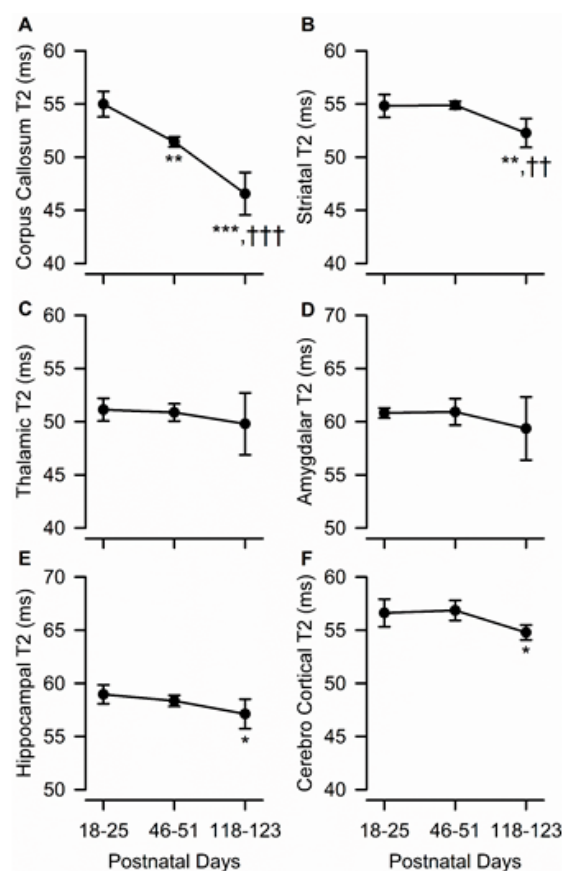 A
Corpus Callosum T2 (ms)
60
55
50
45
40
**
***,†††
B
Striatal T2 (ms)
60
55
50
45
40
**,††
C
Thalamic T2 (ms)
60
55
50
45
40
D
Amygdalar T2 (ms)
70
65
60
55
50
E
Hippocampal T2 (ms)
70
65
60
55
50
*
18-25 46-51 118-123
Postnatal Days
F
Cerebro Cortical T2 (ms)
60
55
50
45
40
*
18-25 46-51 118-123
Postnatal Days